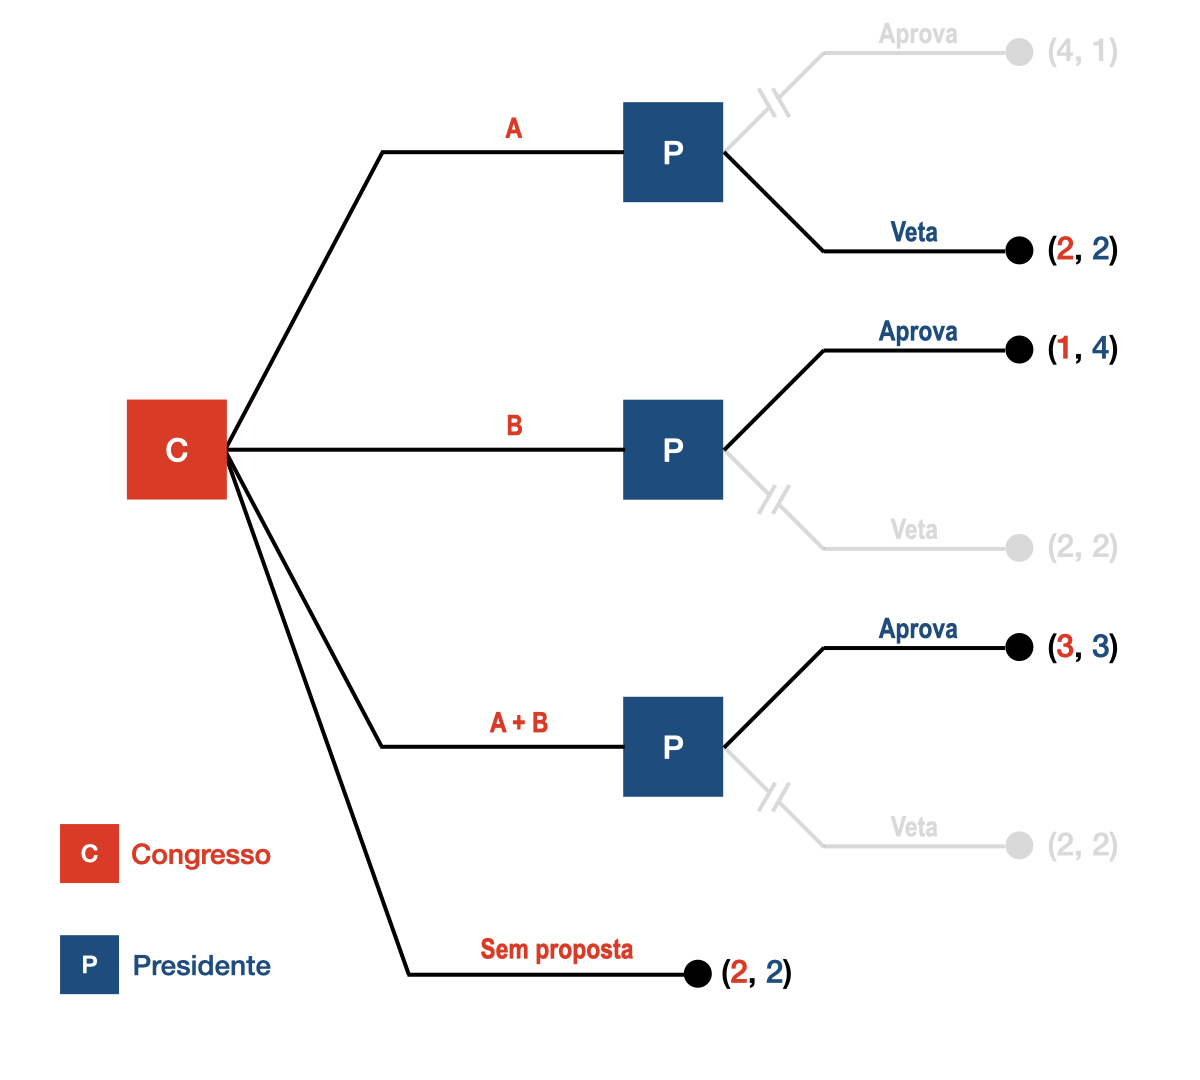 Aprova
(4, 1)
A
P
Veta
(2, 2)
Aprova
(1, 4)
C
B
P
Veta
(2, 2)
Aprova
(3, 3)
A + B
P
Veta
(2, 2)
C Congresso
Sem proposta
(2, 2)
P Presidente